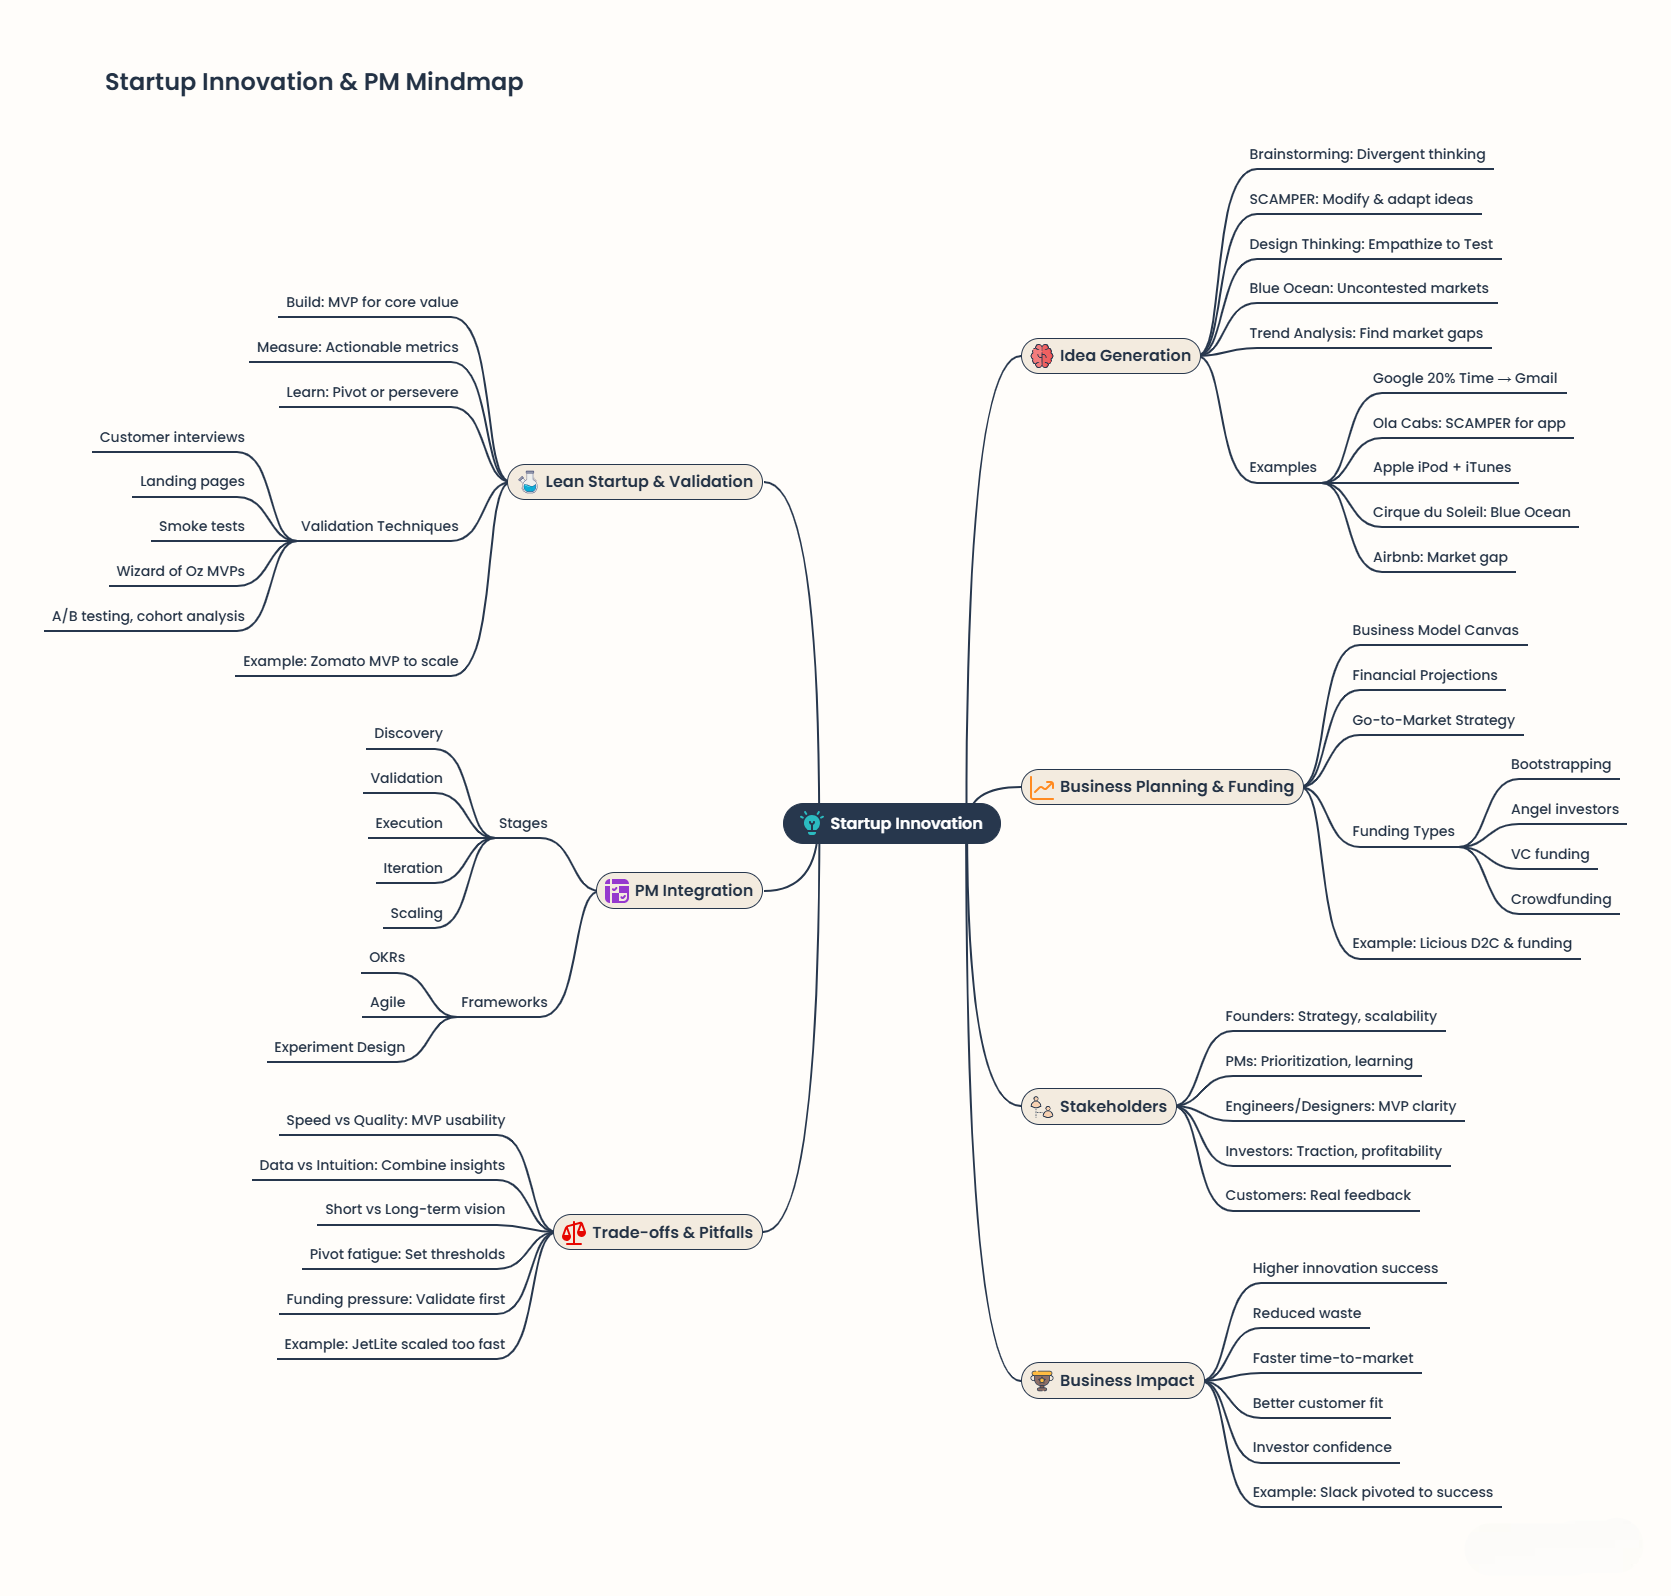 Startup Innovation & PM Mindmap
Startup Innovation
Idea Generation
Brainstorming: Divergent thinking
SCAMPER: Modify & adapt ideas
Design Thinking: Empathize to Test
Blue Ocean: Uncontested markets
Trend Analysis: Find market gaps
Examples
Google 20% Time → Gmail
Ola Cabs: SCAMPER for app
Apple iPod + iTunes
Cirque du Soleil: Blue Ocean
Airbnb: Market gap
Business Planning & Funding
Business Model Canvas
Financial Projections
Go-to-Market Strategy
Funding Types
Bootstrapping
Angel investors
VC funding
Crowdfunding
Example: Licious D2C & funding
Stakeholders
Founders: Strategy, scalability
PMs: Prioritization, learning
Engineers/Designers: MVP clarity
Investors: Traction, profitability
Customers: Real feedback
Business Impact
Higher innovation success
Reduced waste
Faster time-to-market
Better customer fit
Investor confidence
Example: Slack pivoted to success
Lean Startup & Validation
Build: MVP for core value
Measure: Actionable metrics
Learn: Pivot or persevere
Validation Techniques
Customer interviews
Landing pages
Smoke tests
Wizard of Oz MVPs
A/B testing, cohort analysis
Example: Zomato MVP to scale
PM Integration
Stages
Discovery
Validation
Execution
Iteration
Scaling
Frameworks
OKRs
Agile
Experiment Design
Trade-offs & Pitfalls
Speed vs Quality: MVP usability
Data vs Intuition: Combine insights
Short vs Long-term vision
Pivot fatigue: Set thresholds
Funding pressure: Validate first
Example: JetLite scaled too fast